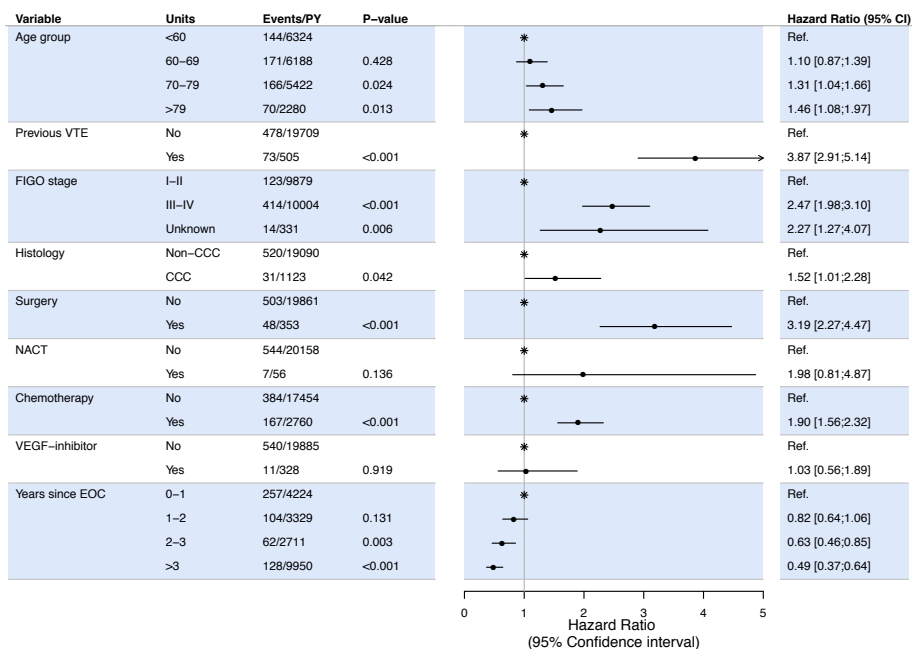 Variable Units Events/PY P−value Hazard Ratio (95% CI)
Age group <60 144/6324 Ref.
60−69 171/6188 0.428 1.10 [0.87;1.39]
70−79 166/5422 0.024 1.31 [1.04;1.66]
>79 70/2280 0.013 1.46 [1.08;1.97]
Previous VTE No 478/19709 Ref.
Yes 73/505 <0.001 3.87 [2.91;5.14]
FIGO stage I−II 123/9879 Ref.
III−IV 414/10004 <0.001 2.47 [1.98;3.10]
Unknown 14/331 0.006 2.27 [1.27;4.07]
Histology Non−CCC 520/19090 Ref.
CCC 31/1123 0.042 1.52 [1.01;2.28]
Surgery No 503/19861 Ref.
Yes 48/353 <0.001 3.19 [2.27;4.47]
NACT No 544/20158 Ref.
Yes 7/56 0.136 1.98 [0.81;4.87]
Chemotherapy No 384/17454 Ref.
Yes 167/2760 <0.001 1.90 [1.56;2.32]
VEGF−inhibitor No 540/19885 Ref.
Yes 11/328 0.919 1.03 [0.56;1.89]
Years since EOC 0−1 257/4224 Ref.
1−2 104/3329 0.131 0.82 [0.64;1.06]
2−3 62/2711 0.003 0.63 [0.46;0.85]
>3 128/9950 <0.001 0.49 [0.37;0.64]
0 1 2 3 4 5
Hazard Ratio
(95% Confidence interval)